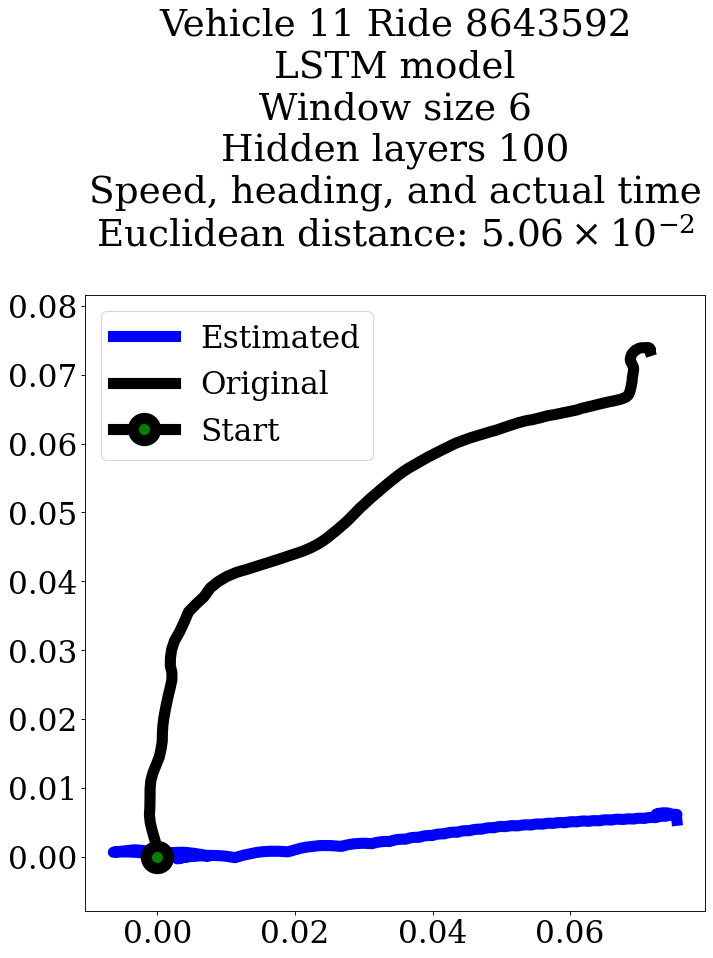 Vehicle 11 Ride 8643592
LSTM model
Window size 6
Hidden layers 100
Speed, heading, and actual time
Euclidean distance: 5.06 × 10⁻²
0.08
0.07
0.06
0.05
0.04
0.03
0.02
0.01
0.00
Estimated
Original
Start
0.00 0.02 0.04 0.06